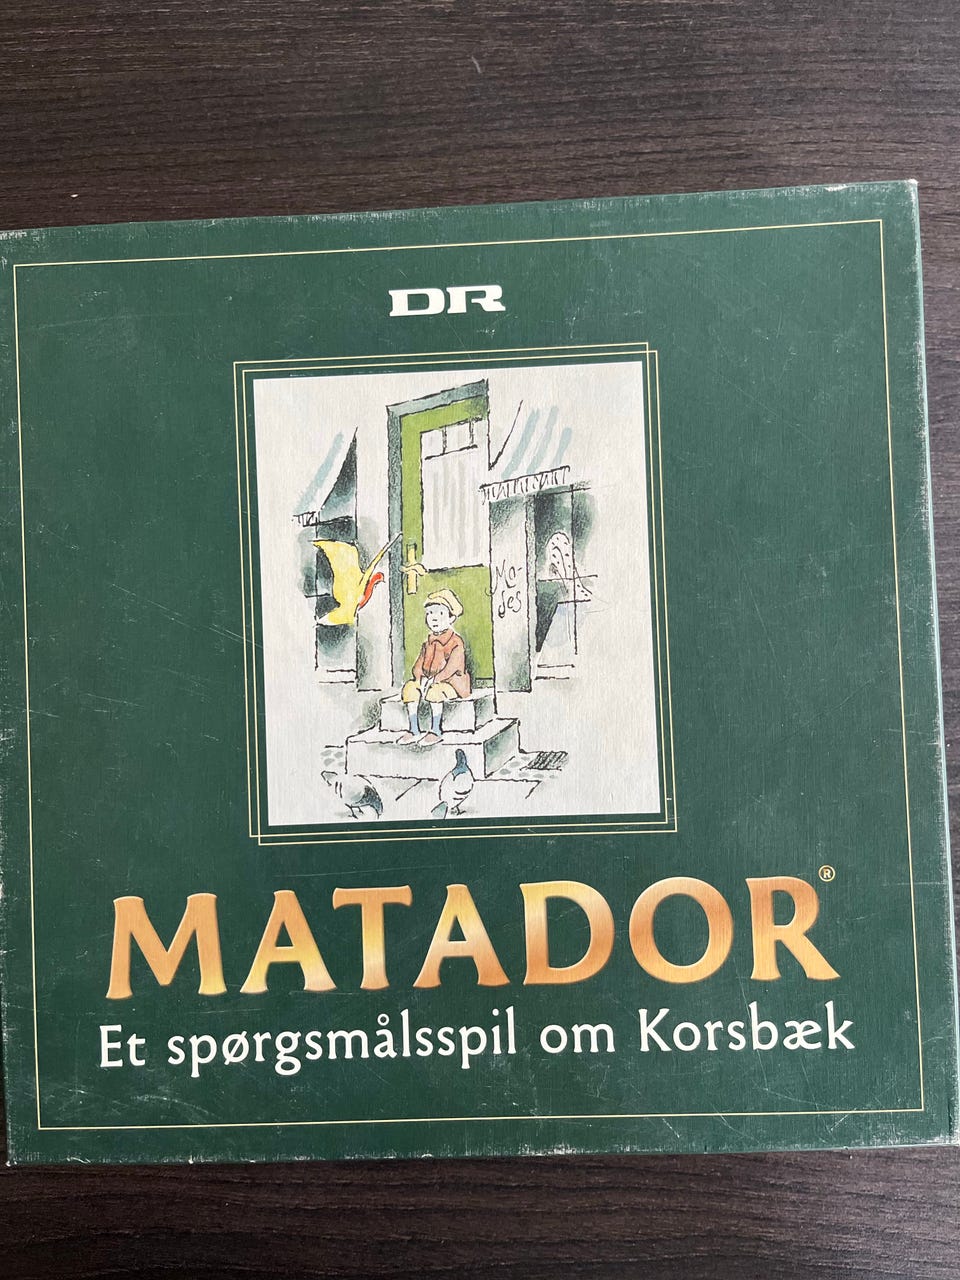 DR
Mo-
des
MATADOR®
Et spørgsmålsspil om Korsbæk